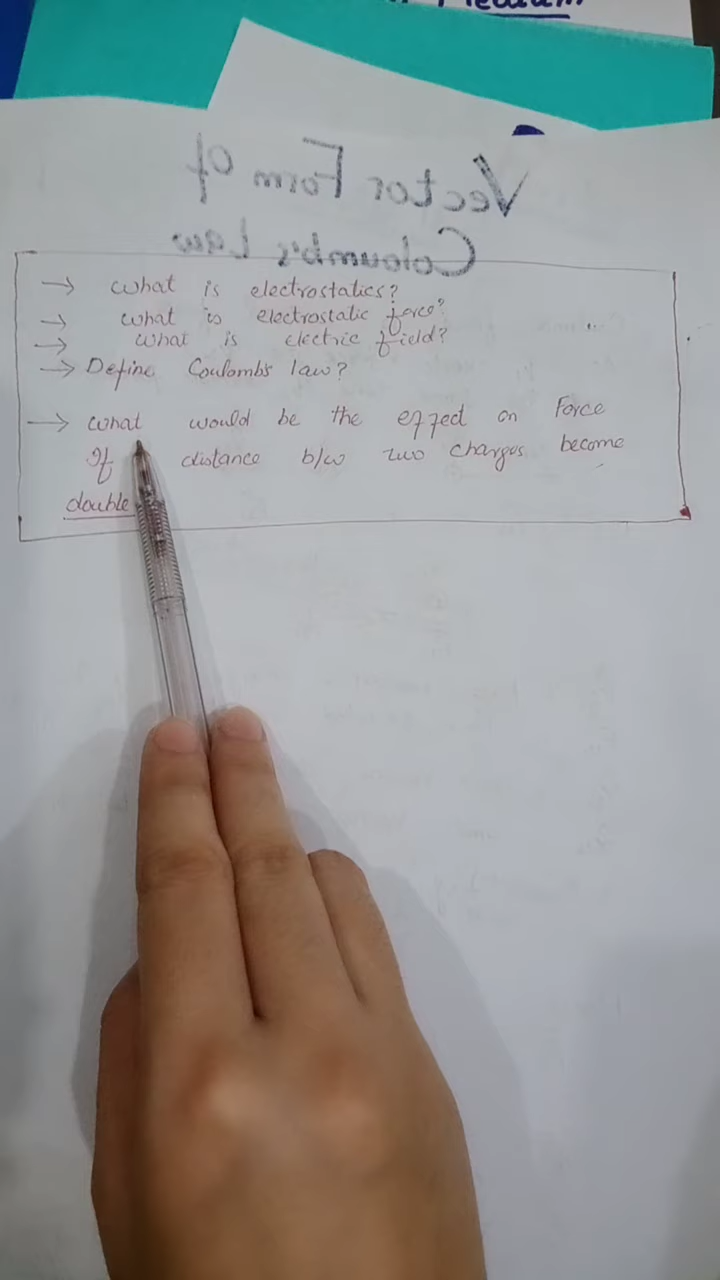 Medium
Vector Form Of
Coloumb's Law
→ what is electrostatics?
→ what is electrostatic force?
→ what is electric field?
→ Define Coulomb's law?
→ what would be the effect on Force
If distance b/w two charges become
double